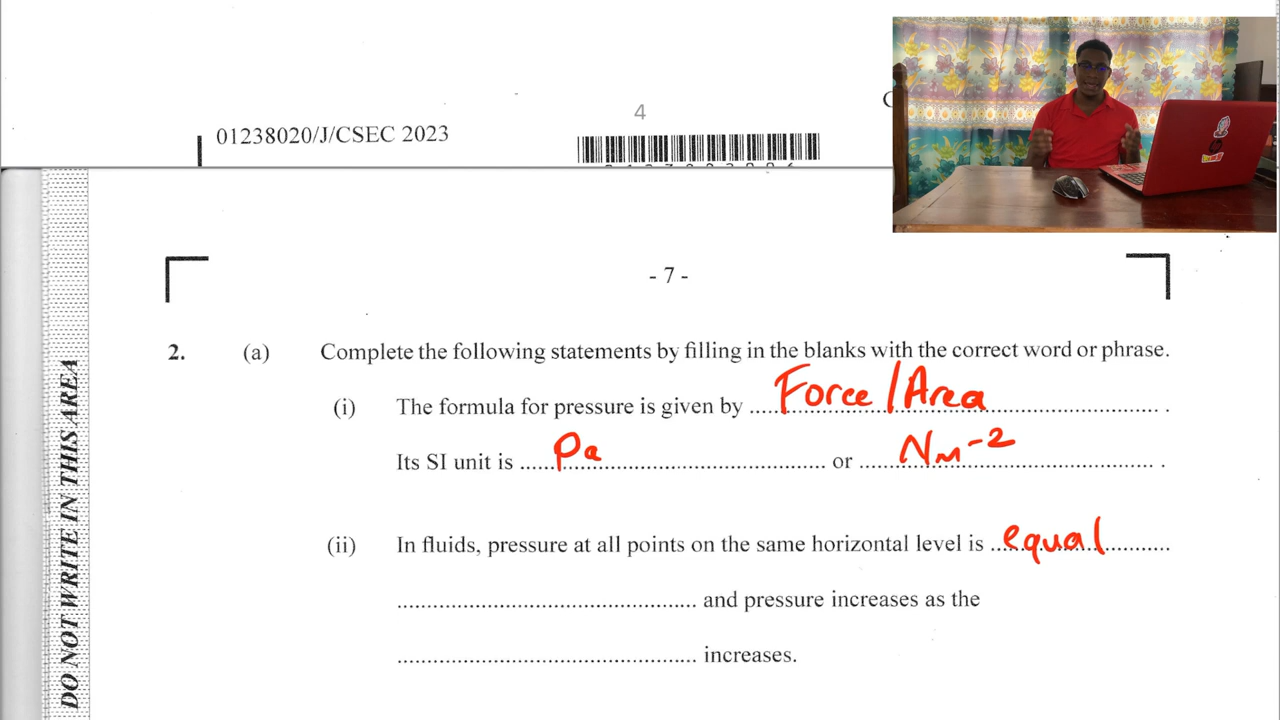 4
01238020/J/CSEC 2023
- 7 -
2. (a) Complete the following statements by filling in the blanks with the correct word or phrase.
(i) The formula for pressure is given by Force / Area .
Its SI unit is Pa or Nm⁻² .
(ii) In fluids, pressure at all points on the same horizontal level is equal
and pressure increases as the
increases.
DO NOT WRITE IN THIS AREA